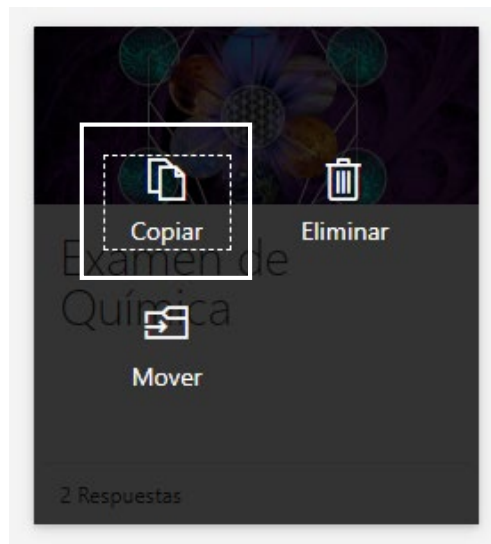 Copiar
Eliminar
Examen de
Química
Mover
2 Respuestas